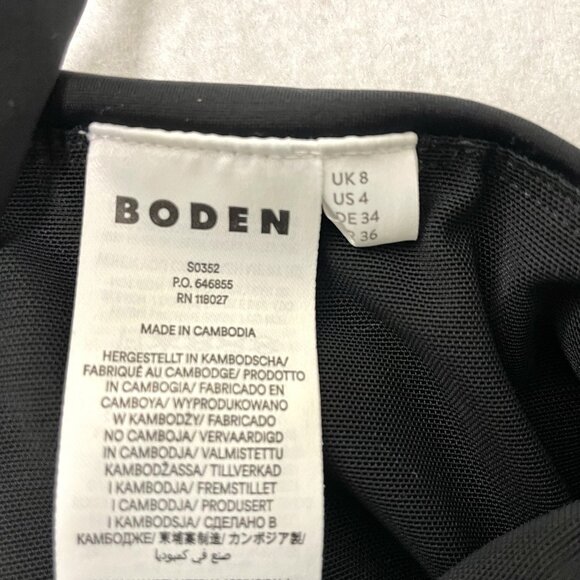 BODEN
S0352
P.O. 646855
RN 118027
MADE IN CAMBODIA
HERGESTELLT IN KAMBODSCHA/
FABRIQUÉ AU CAMBODGE/ PRODOTTO
IN CAMBOGIA/ FABRICADO EN
CAMBOYA/ WYPRODUKOWANO
W KAMBODŻY/ FABRICADO
NO CAMBOJA/ VERVAARDIGD
IN CAMBODJA/ VALMISTETTU
KAMBODŽASSA/ TILLVERKAD
I KAMBODJA/ FREMSTILLET
I CAMBODJA/ PRODUSERT
I KAMBODSJA/ СДЕЛАНО В
КАМБОДЖЕ/ 柬埔寨制造/ カンボジア製/
صنع في كمبوديا
UK 8
US 4
DE 34
36